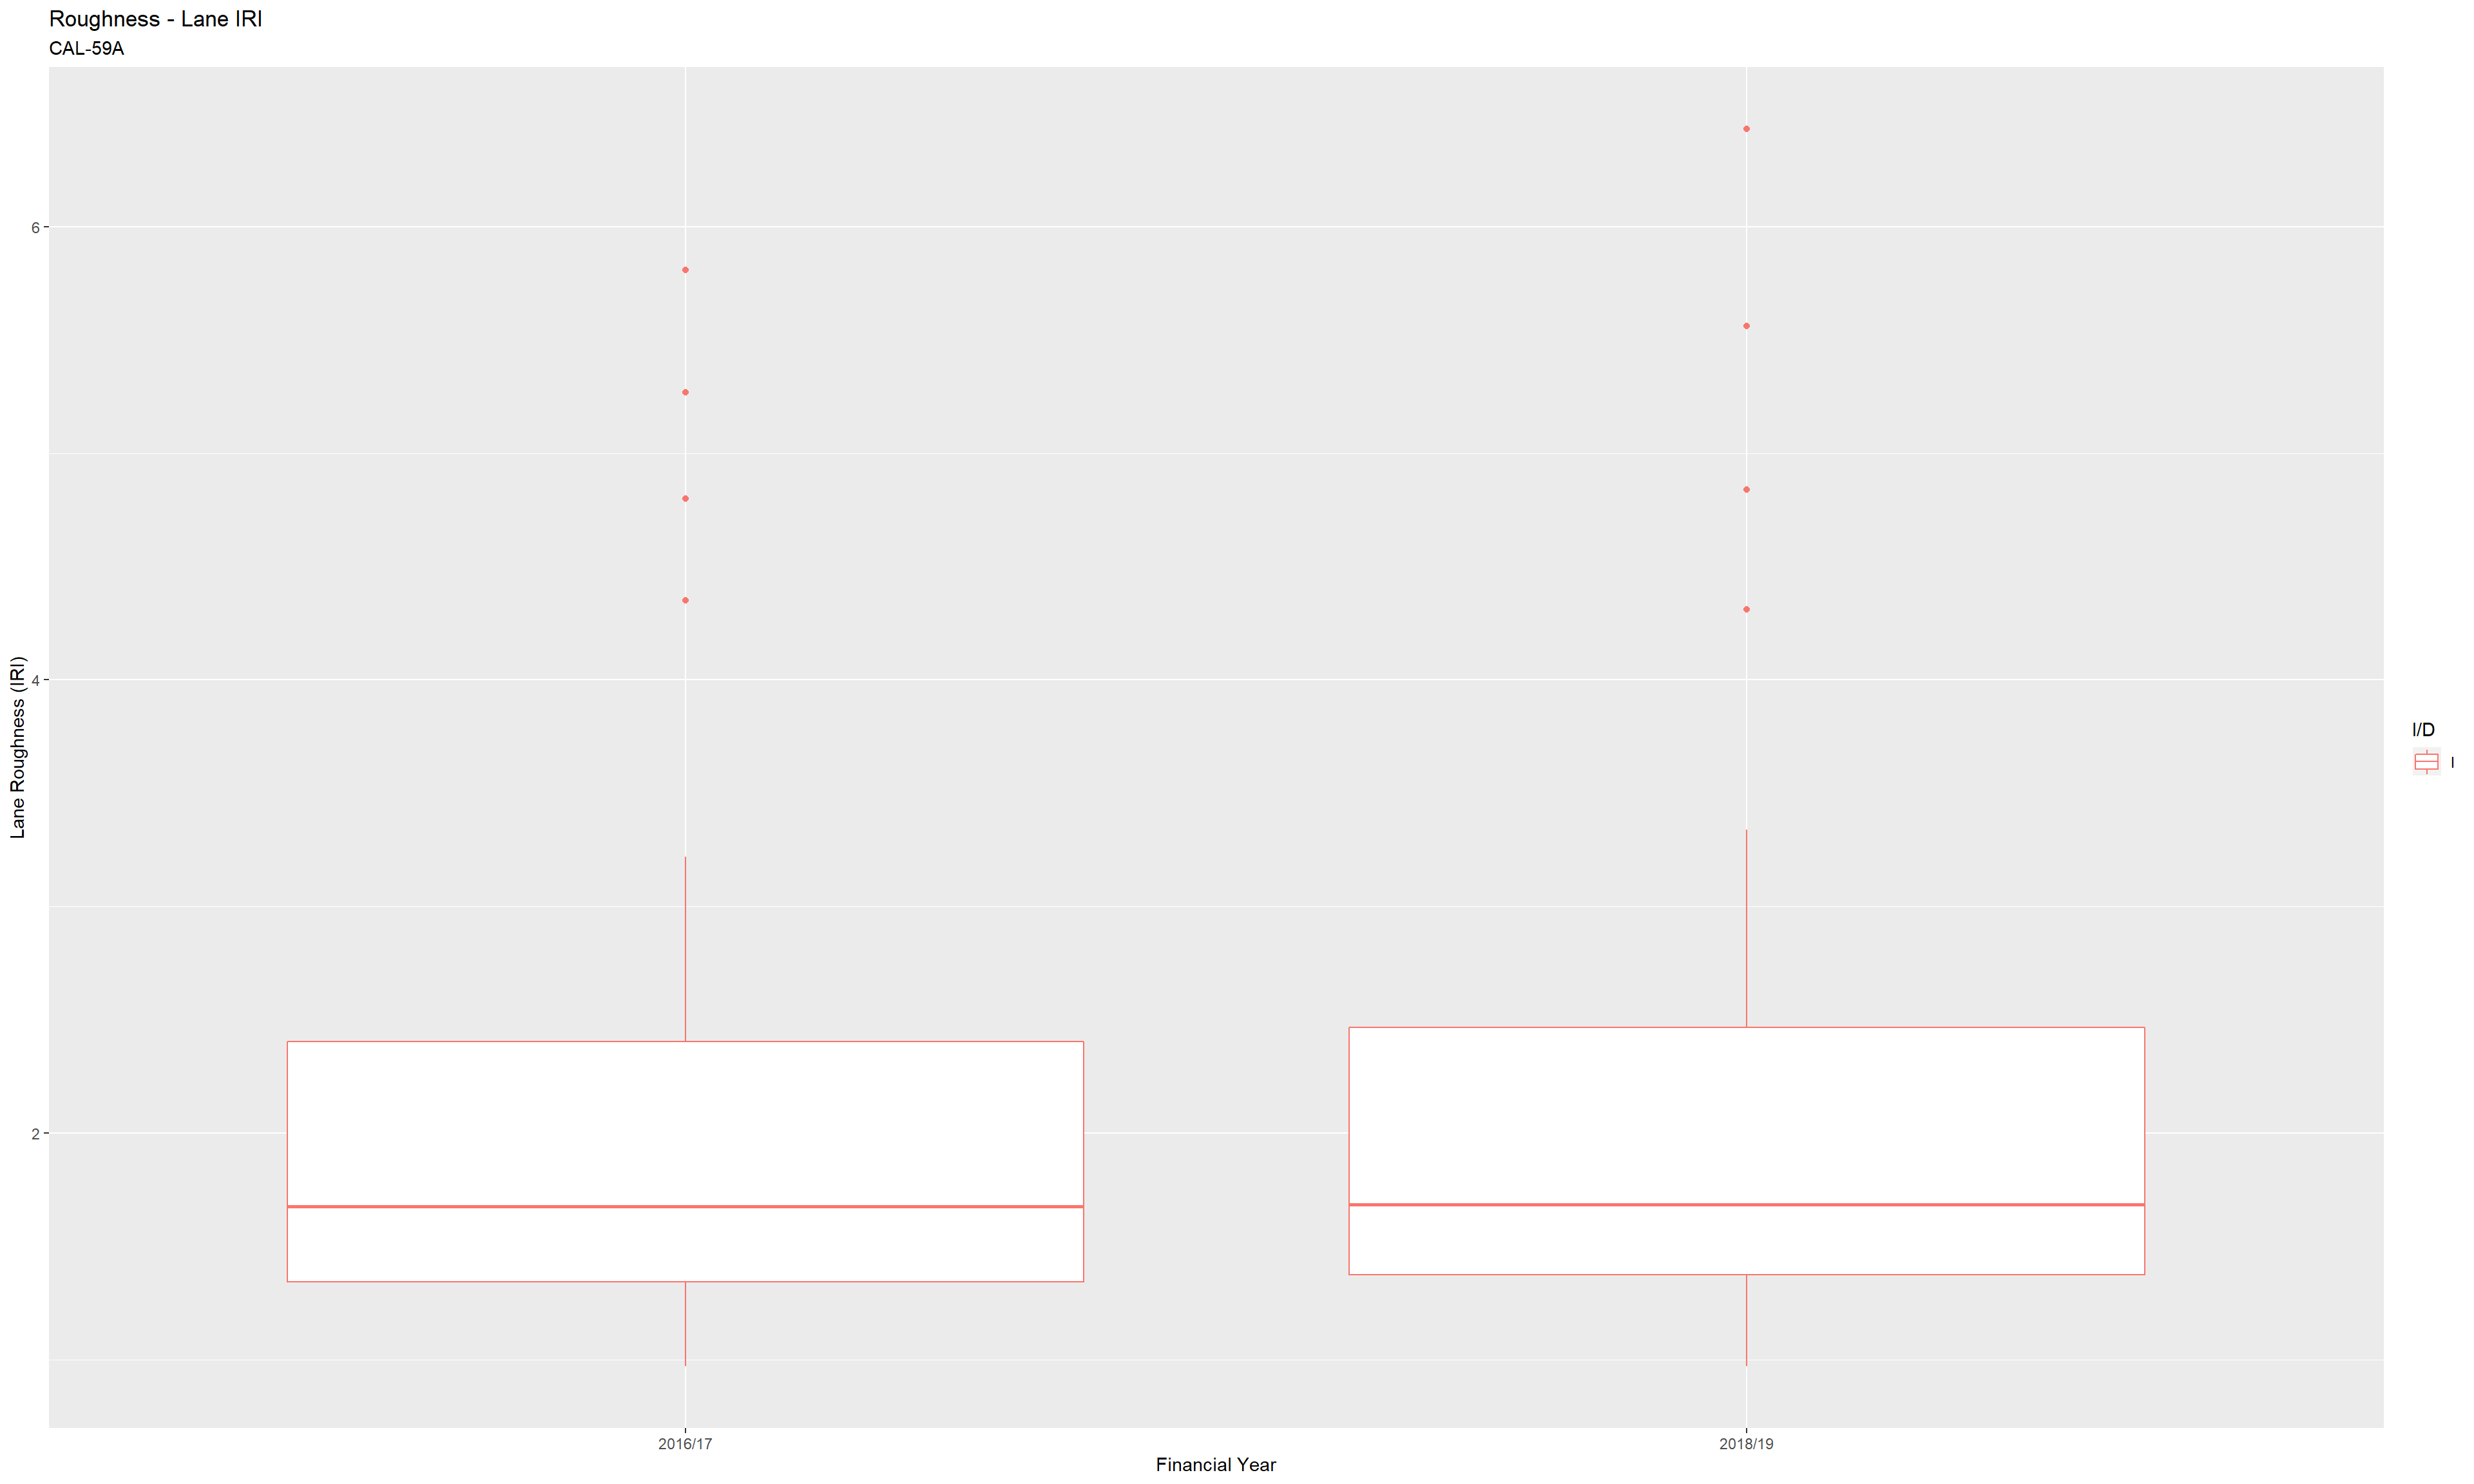 Roughness - Lane IRI
CAL-59A
6
4
2
Lane Roughness (IRI)
2016/17
2018/19
Financial Year
I/D
I